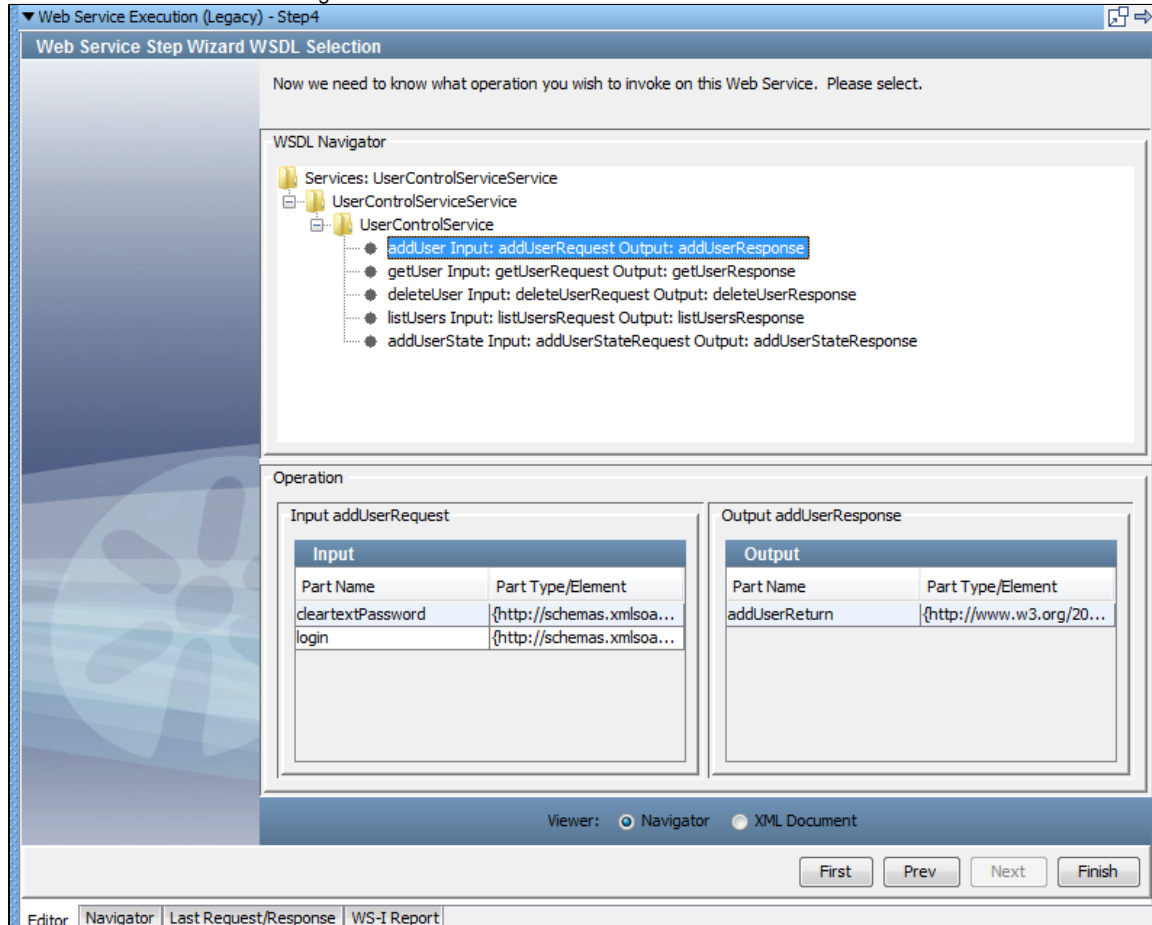 Web Service Execution (Legacy) - Step4
Web Service Step Wizard WSDL Selection
Now we need to know what operation you wish to invoke on this Web Service. Please select.
WSDL Navigator
Services: UserControlServiceService
UserControlServiceService
UserControlService
addUser Input: addUserRequest Output: addUserResponse
getUser Input: getUserRequest Output: getUserResponse
deleteUser Input: deleteUserRequest Output: deleteUserResponse
listUsers Input: listUsersRequest Output: listUsersResponse
addUserState Input: addUserStateRequest Output: addUserStateResponse
Operation
Input addUserRequest
Input
Part Name Part Type/Element
cleartextPassword {http://schemas.xmlsoa...
login {http://schemas.xmlsoa...
Output addUserResponse
Output
Part Name Part Type/Element
addUserReturn {http://www.w3.org/20...
Viewer: Navigator XML Document
First Prev Next Finish
Editor Navigator Last Request/Response WS-I Report